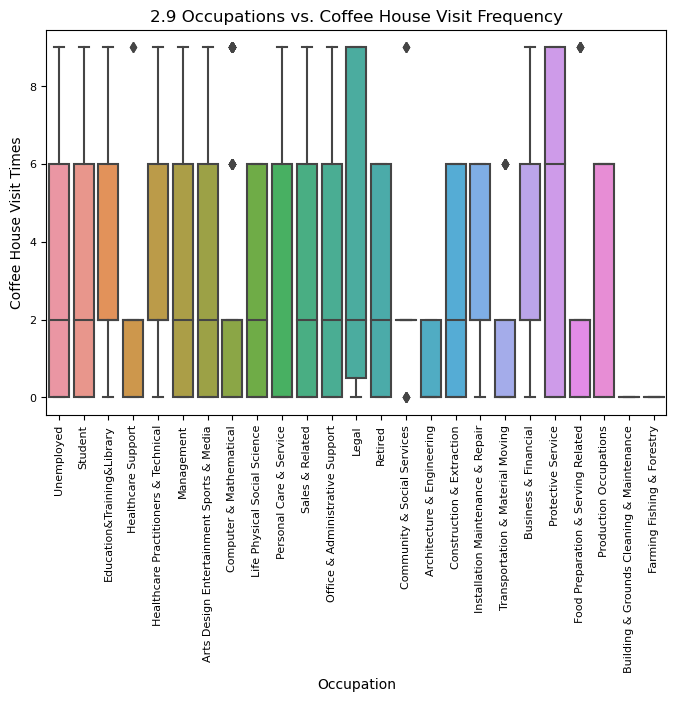 2.9 Occupations vs. Coffee House Visit Frequency
Coffee House Visit Times
8
6
4
2
0
Unemployed
Student
Education&Training&Library
Healthcare Support
Healthcare Practitioners & Technical
Management
Arts Design Entertainment Sports & Media
Computer & Mathematical
Life Physical Social Science
Personal Care & Service
Sales & Related
Office & Administrative Support
Legal
Retired
Community & Social Services
Architecture & Engineering
Construction & Extraction
Installation Maintenance & Repair
Transportation & Material Moving
Business & Financial
Protective Service
Food Preparation & Serving Related
Production Occupations
Building & Grounds Cleaning & Maintenance
Farming Fishing & Forestry
Occupation